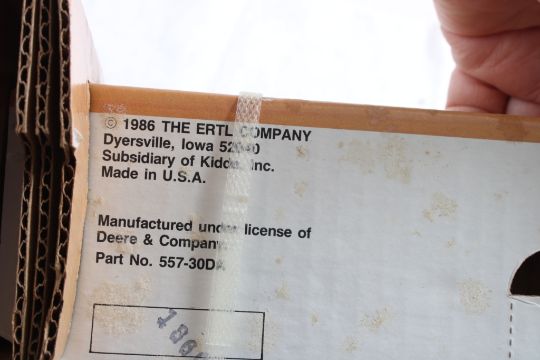 © 1986 THE ERTL COMPANY
Dyersville, Iowa
Subsidiary of Kidde, Inc.
Made in U.S.A.
Manufactured under license of
Deere & Company
Part No. 557-30DA